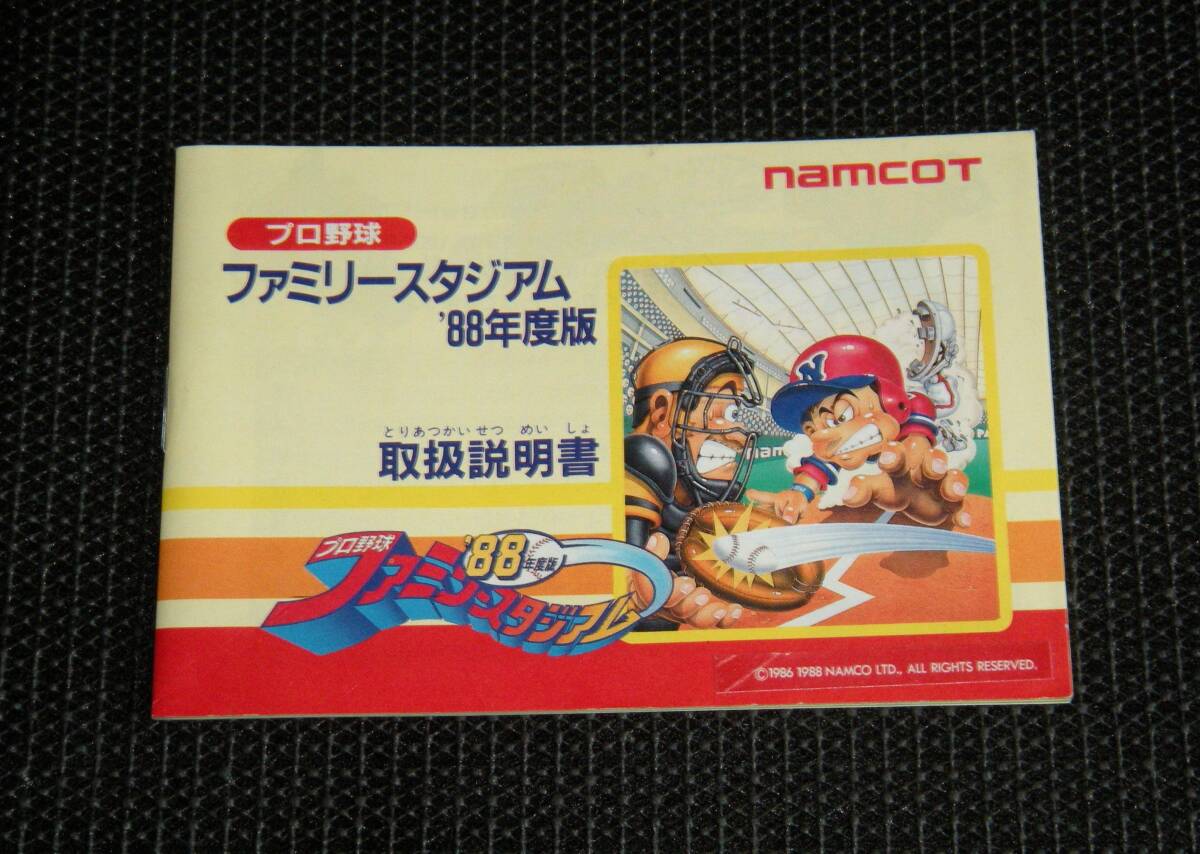 namcoT
プロ野球
ファミリースタジアム
'88年度版
とりあつかいせつめいしょ
取扱説明書
N
nam
PA
プロ野球
'88年度版
ファミリースタジアム
©1986 1988 NAMCO LTD., ALL RIGHTS RESERVED.